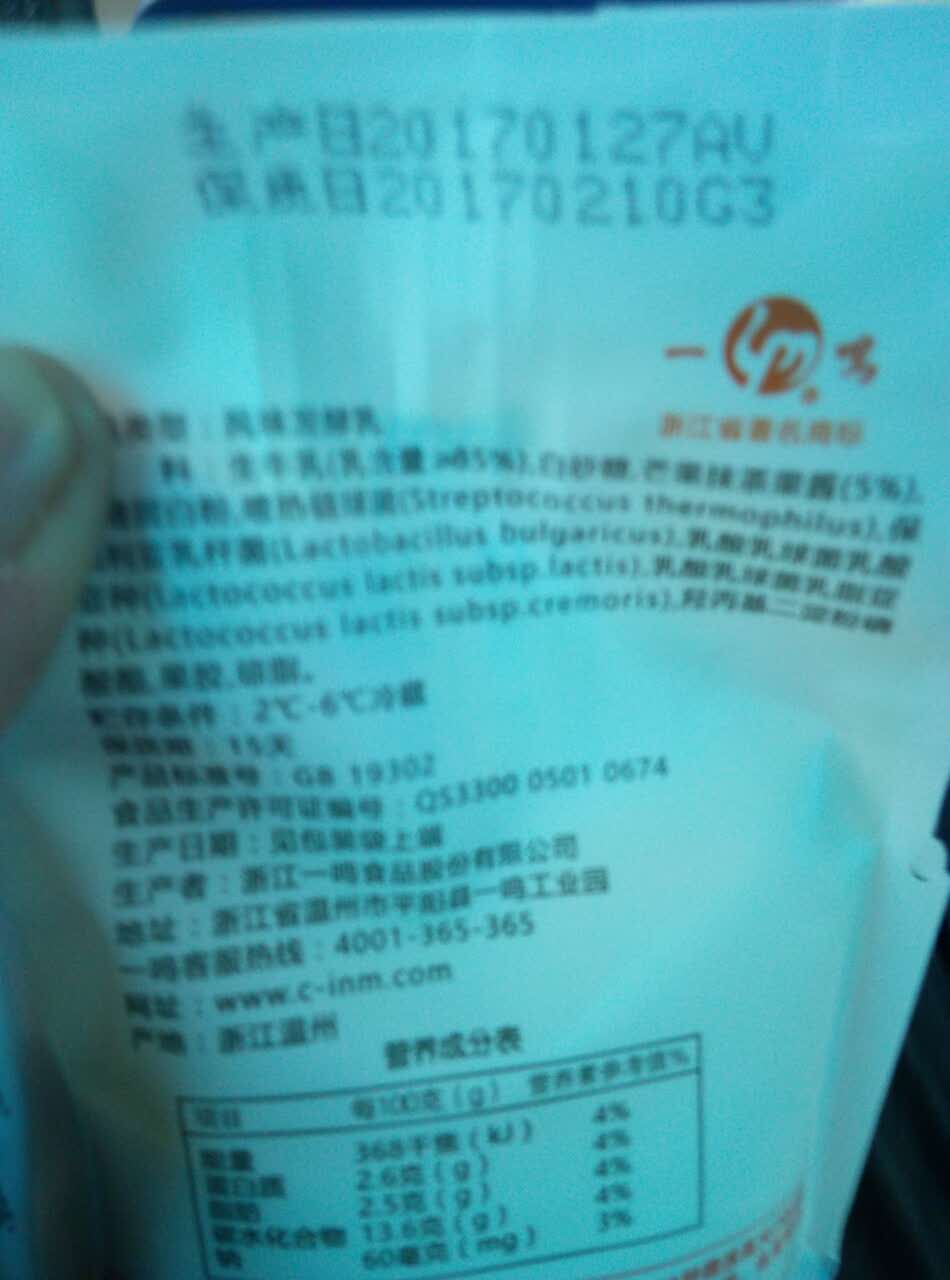 生产日20170127AV
保质日20170210G3
一 鸣
浙江省著名商标
类型：风味发酵乳
料：生牛乳(乳含量≥85%),白砂糖,芒果抹茶果酱(5%),
蛋白粉,嗜热链球菌(Streptococcus thermophilus),保
利亚乳杆菌(Lactobacillus bulgaricus),乳酸乳球菌乳酸
亚种(Lactococcus lactis subsp.lactis),乳酸乳球菌乳脂亚
种(Lactococcus lactis subsp.cremoris),羟丙基二淀粉磷
酸酯,果胶,琼脂。
贮存条件：2℃-6℃冷藏
保质期：15天
产品标准号：GB 19302
食品生产许可证编号：QS3300 0501 0674
生产日期：见包装袋上端
生产者：浙江一鸣食品股份有限公司
地址：浙江省温州市平阳县一鸣工业园
一鸣客服热线：4001-365-365
网址：www.c-inm.com
产地：浙江温州
营养成分表
项目 每100克(g) 营养素参考值%
能量 368千焦(kJ) 4%
蛋白质 2.6克(g) 4%
脂肪 2.5克(g) 4%
碳水化合物 13.6克(g) 4%
钠 60毫克(mg) 3%